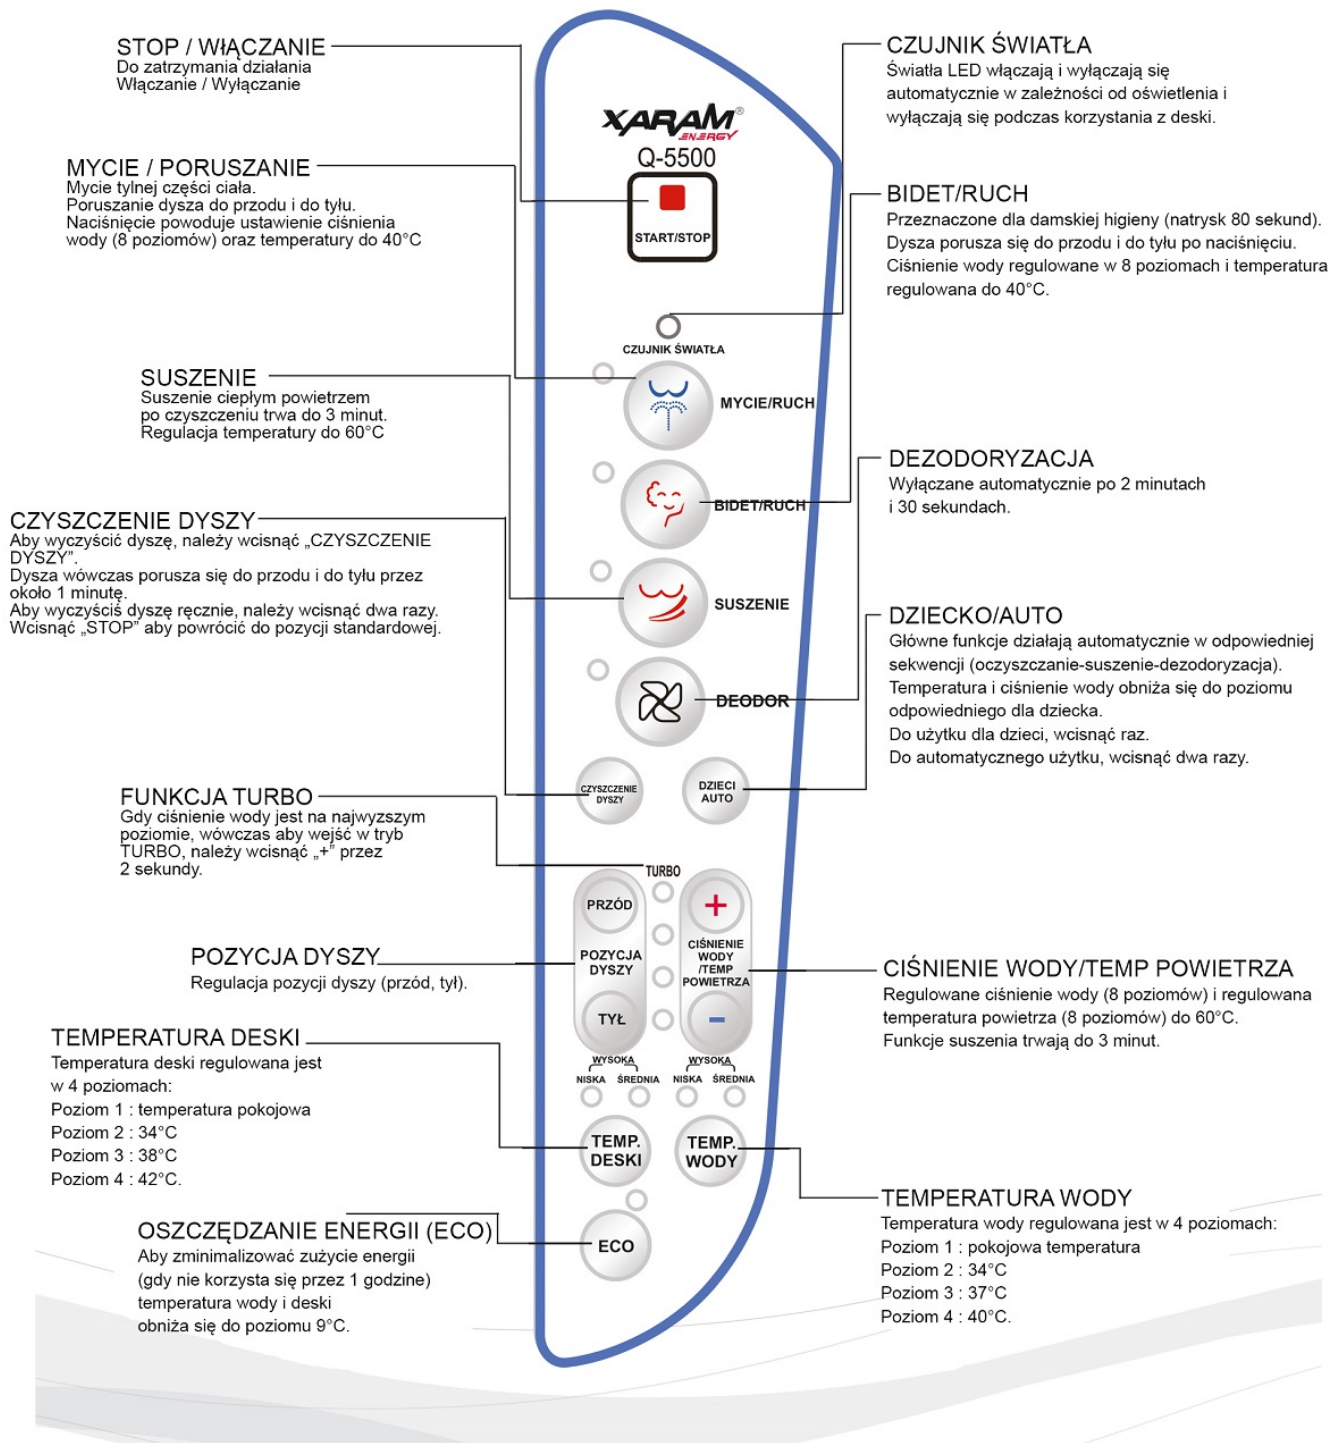 STOP / WŁĄCZANIE
Do zatrzymania działania
Włączanie / Wyłączanie
MYCIE / PORUSZANIE
Mycie tylnej części ciała.
Poruszanie dysza do przodu i do tyłu.
Naciśnięcie powoduje ustawienie ciśnienia
wody (8 poziomów) oraz temperatury do 40°C
SUSZENIE
Suszenie ciepłym powietrzem
po czyszczeniu trwa do 3 minut.
Regulacja temperatury do 60°C
CZYSZCZENIE DYSZY
Aby wyczyścić dyszę, należy wcisnąć „CZYSZCZENIE
DYSZY”.
Dysza wówczas porusza się do przodu i do tyłu przez
około 1 minutę.
Aby wyczyściś dyszę ręcznie, należy wcisnąć dwa razy.
Wcisnąć „STOP” aby powrócić do pozycji standardowej.
FUNKCJA TURBO
Gdy ciśnienie wody jest na najwyzszym
poziomie, wówczas aby wejść w tryb
TURBO, należy wcisnąć „+” przez
2 sekundy.
POZYCJA DYSZY
Regulacja pozycji dyszy (przód, tył).
TEMPERATURA DESKI
Temperatura deski regulowana jest
w 4 poziomach:
Poziom 1 : temperatura pokojowa
Poziom 2 : 34°C
Poziom 3 : 38°C
Poziom 4 : 42°C.
OSZCZĘDZANIE ENERGII (ECO)
Aby zminimalizować zużycie energii
(gdy nie korzysta się przez 1 godzine)
temperatura wody i deski
obniża się do poziomu 9°C.
XARAM®
ENERGY
Q-5500
START/STOP
CZUJNIK ŚWIATŁA
MYCIE/RUCH
BIDET/RUCH
SUSZENIE
DEODOR
CZYSZCZENIE
DYSZY
DZIECI
AUTO
TURBO
PRZÓD
POZYCJA
DYSZY
TYŁ
+
CIŚNIENIE
WODY
/TEMP
POWIETRZA
−
WYSOKA
NISKA ŚREDNIA
WYSOKA
NISKA ŚREDNIA
TEMP.
DESKI
TEMP.
WODY
ECO
CZUJNIK ŚWIATŁA
Światła LED włączają i wyłączają się
automatycznie w zależności od oświetlenia i
wyłączają się podczas korzystania z deski.
BIDET/RUCH
Przeznaczone dla damskiej higieny (natrysk 80 sekund).
Dysza porusza się do przodu i do tyłu po naciśnięciu.
Ciśnienie wody regulowane w 8 poziomach i temperatura
regulowana do 40°C.
DEZODORYZACJA
Wyłączane automatycznie po 2 minutach
i 30 sekundach.
DZIECKO/AUTO
Główne funkcje działają automatycznie w odpowiedniej
sekwencji (oczyszczanie-suszenie-dezodoryzacja).
Temperatura i ciśnienie wody obniża się do poziomu
odpowiedniego dla dziecka.
Do użytku dla dzieci, wcisnąć raz.
Do automatycznego użytku, wcisnąć dwa razy.
CIŚNIENIE WODY/TEMP POWIETRZA
Regulowane ciśnienie wody (8 poziomów) i regulowana
temperatura powietrza (8 poziomów) do 60°C.
Funkcje suszenia trwają do 3 minut.
TEMPERATURA WODY
Temperatura wody regulowana jest w 4 poziomach:
Poziom 1 : pokojowa temperatura
Poziom 2 : 34°C
Poziom 3 : 37°C
Poziom 4 : 40°C.